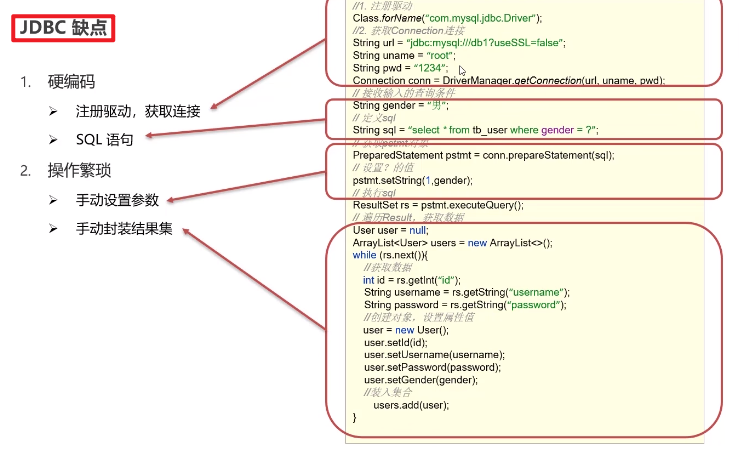 JDBC 缺点
1. 硬编码
➢ 注册驱动，获取连接
➢ SQL 语句
2. 操作繁琐
➢ 手动设置参数
➢ 手动封装结果集
//1. 注册驱动
Class.forName("com.mysql.jdbc.Driver");
//2. 获取Connection连接
String url = "jdbc:mysql:///db1?useSSL=false";
String uname = "root";
String pwd = "1234";
Connection conn = DriverManager.getConnection(url, uname, pwd);
// 接收输入的查询条件
String gender = "男";
// 定义sql
String sql = "select * from tb_user where gender = ?";
// 获取pstmt对象
PreparedStatement pstmt = conn.prepareStatement(sql);
// 设置？的值
pstmt.setString(1,gender);
// 执行sql
ResultSet rs = pstmt.executeQuery();
// 遍历Result，获取数据
User user = null;
ArrayList<User> users = new ArrayList<>();
while (rs.next()){
//获取数据
int id = rs.getInt("id");
String username = rs.getString("username");
String password = rs.getString("password");
//创建对象，设置属性值
user = new User();
user.setId(id);
user.setUsername(username);
user.setPassword(password);
user.setGender(gender);
//装入集合
users.add(user);
}